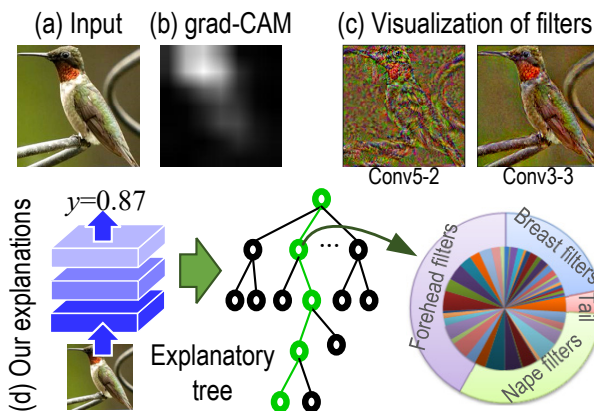 (a) Input
(b) grad-CAM
(c) Visualization of filters
Conv5-2
Conv3-3
(d) Our explanations
y=0.87
...
Explanatory
tree
Forehead filters
Breast filters
Tail
Nape filters